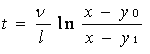 t = ν/l ln (x − y₀)/(x − y₁)